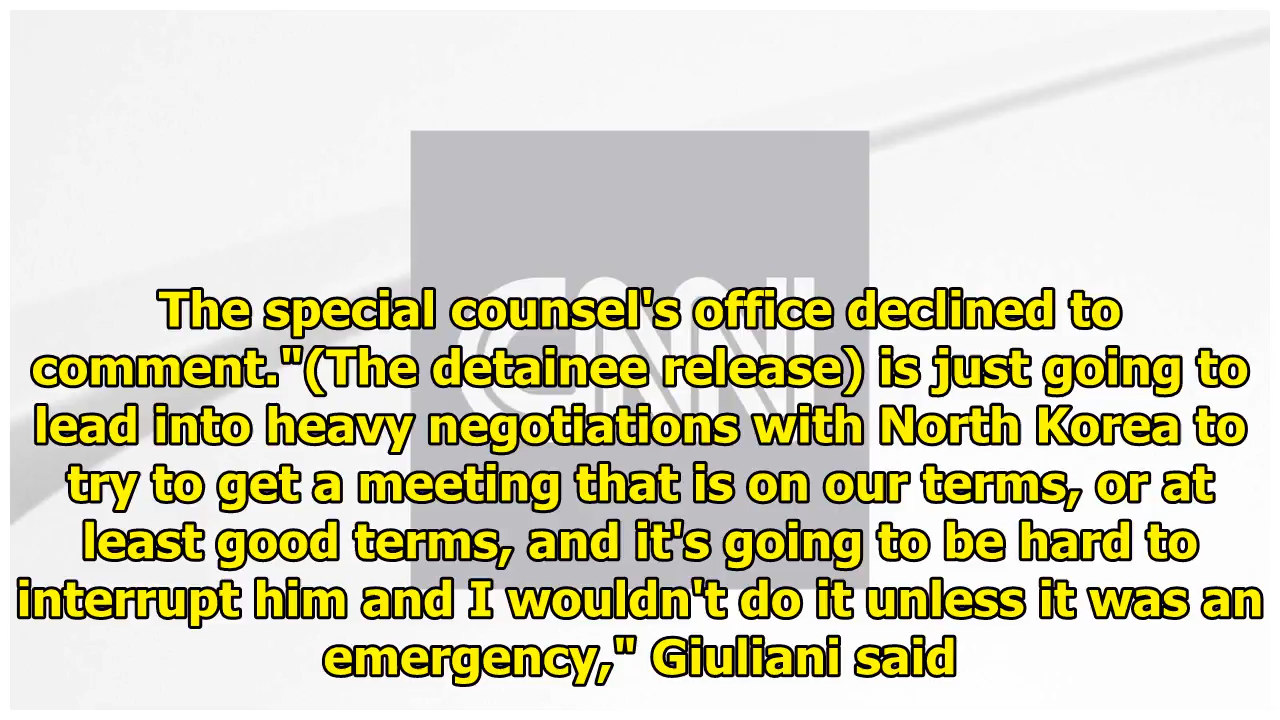 CNN
The special counsel's office declined to
comment."(The detainee release) is just going to
lead into heavy negotiations with North Korea to
try to get a meeting that is on our terms, or at
least good terms, and it's going to be hard to
interrupt him and I wouldn't do it unless it was an
emergency," Giuliani said